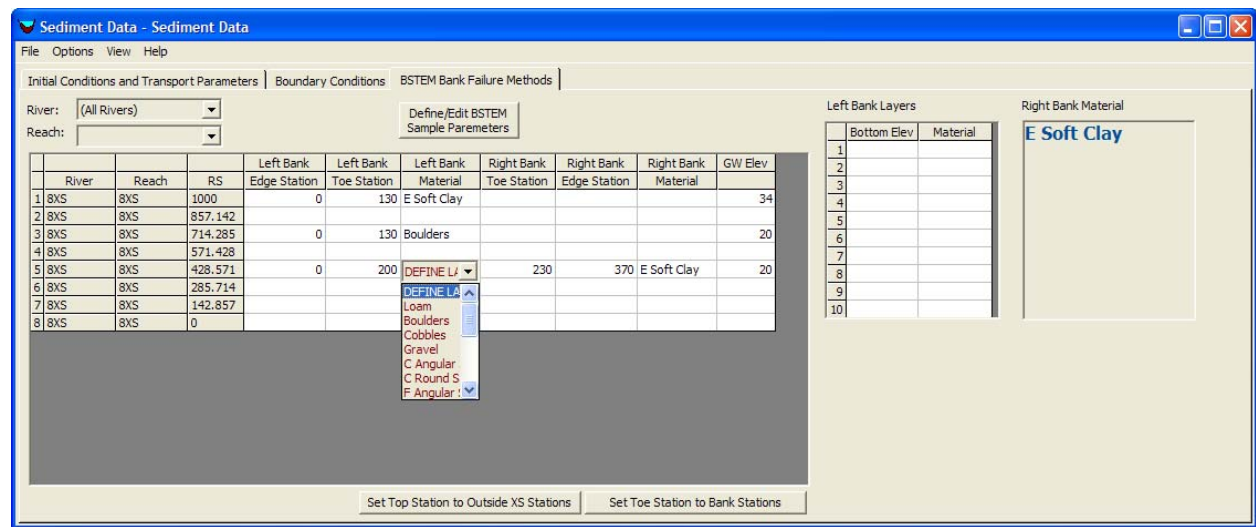 Sediment Data - Sediment Data
File Options View Help
Initial Conditions and Transport Parameters Boundary Conditions BSTEM Bank Failure Methods
River: (All Rivers)
Reach:
Define/Edit BSTEM
Sample Paremeters
Left Bank Left Bank Left Bank Right Bank Right Bank Right Bank GW Elev
River Reach RS Edge Station Toe Station Material Toe Station Edge Station Material
1 8XS 8XS 1000 0 130 E Soft Clay 34
2 8XS 8XS 857.142
3 8XS 8XS 714.285 0 130 Boulders 20
4 8XS 8XS 571.428
5 8XS 8XS 428.571 0 200 DEFINE LA 230 370 E Soft Clay 20
6 8XS 8XS 285.714
7 8XS 8XS 142.857
8 8XS 8XS 0
DEFINE LA
Loam
Boulders
Cobbles
Gravel
C Angular
C Round S
F Angular
Set Top Station to Outside XS Stations Set Toe Station to Bank Stations
Left Bank Layers
Bottom Elev Material
1
2
3
4
5
6
7
8
9
10
Right Bank Material
E Soft Clay